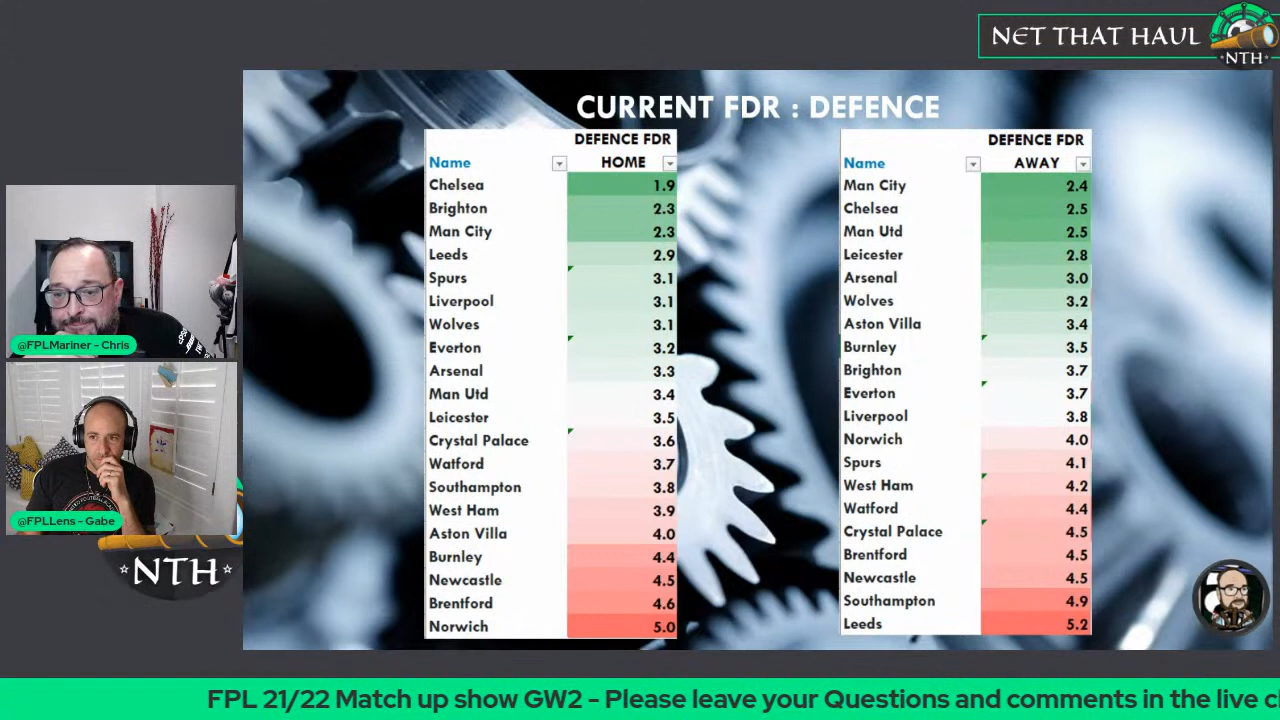 NET THAT HAUL
NTH
CURRENT FDR : DEFENCE
DEFENCE FDR
Name HOME
Chelsea 1.9
Brighton 2.3
Man City 2.3
Leeds 2.9
Spurs 3.1
Liverpool 3.1
Wolves 3.1
Everton 3.2
Arsenal 3.3
Man Utd 3.4
Leicester 3.5
Crystal Palace 3.6
Watford 3.7
Southampton 3.8
West Ham 3.9
Aston Villa 4.0
Burnley 4.4
Newcastle 4.5
Brentford 4.6
Norwich 5.0
DEFENCE FDR
Name AWAY
Man City 2.4
Chelsea 2.5
Man Utd 2.5
Leicester 2.8
Arsenal 3.0
Wolves 3.2
Aston Villa 3.4
Burnley 3.5
Brighton 3.7
Everton 3.7
Liverpool 3.8
Norwich 4.0
Spurs 4.1
West Ham 4.2
Watford 4.4
Crystal Palace 4.5
Brentford 4.5
Newcastle 4.5
Southampton 4.9
Leeds 5.2
@FPLMariner - Chris
@FPLLens - Gabe
NTH
FPL 21/22 Match up show GW2 - Please leave your Questions and comments in the live c